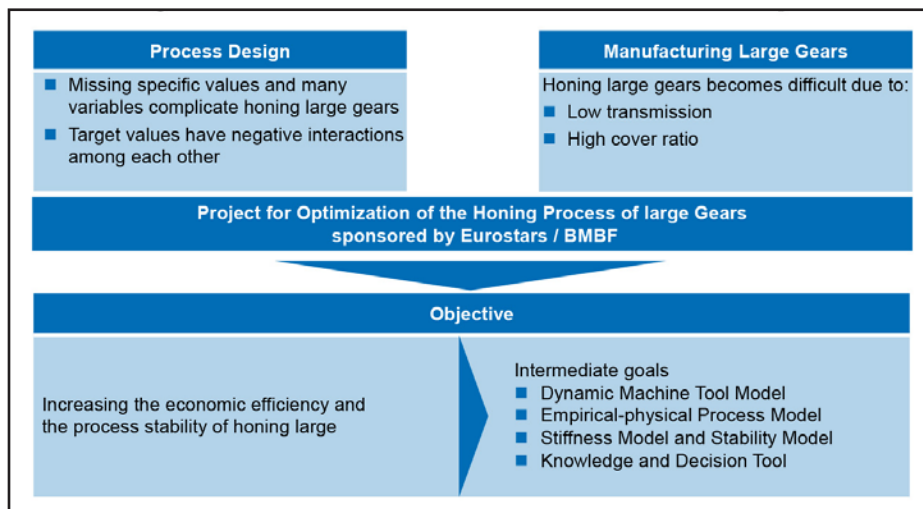 Process Design
Missing specific values and many
variables complicate honing large gears
Target values have negative interactions
among each other
Manufacturing Large Gears
Honing large gears becomes difficult due to:
Low transmission
High cover ratio
Project for Optimization of the Honing Process of large Gears
sponsored by Eurostars / BMBF
Objective
Increasing the economic efficiency and
the process stability of honing large
Intermediate goals
Dynamic Machine Tool Model
Empirical-physical Process Model
Stiffness Model and Stability Model
Knowledge and Decision Tool